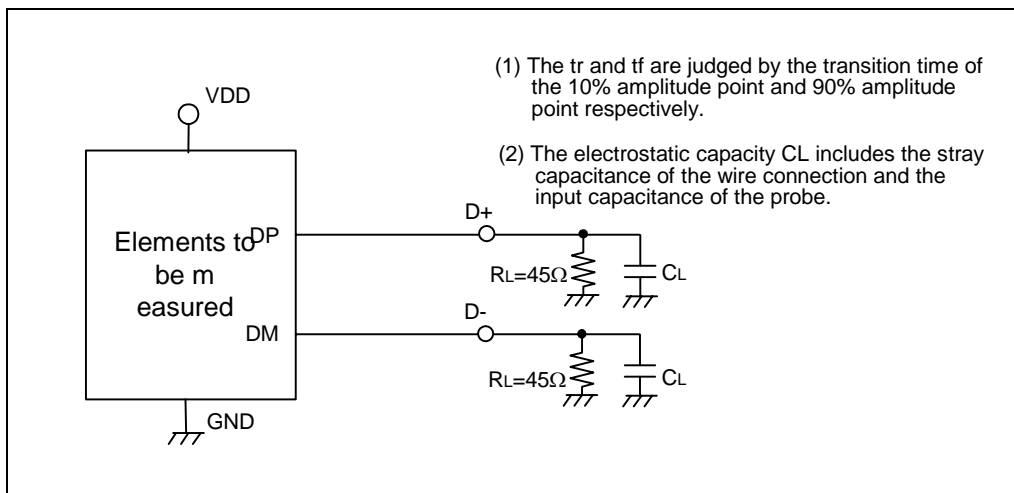 (1) The tr and tf are judged by the transition time of
the 10% amplitude point and 90% amplitude
point respectively.
(2) The electrostatic capacity CL includes the stray
capacitance of the wire connection and the
input capacitance of the probe.
VDD
Elements to
be m
easured
DP
DM
GND
D+
RL=45Ω
CL
D-
RL=45Ω
CL